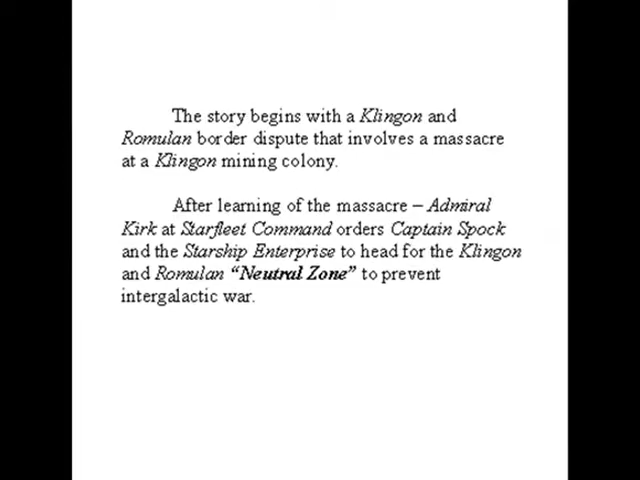 The story begins with a Klingon and
Romulan border dispute that involves a massacre
at a Klingon mining colony.
After learning of the massacre – Admiral
Kirk at Starfleet Command orders Captain Spock
and the Starship Enterprise to head for the Klingon
and Romulan “Neutral Zone” to prevent
intergalactic war.